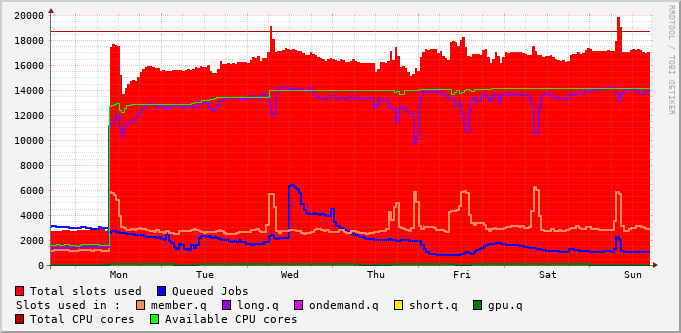 20000
18000
16000
14000
12000
10000
8000
6000
4000
2000
0
Mon Tue Wed Thu Fri Sat Sun
RRDTOOL / TOBI OETIKER
Total slots used Queued Jobs
Slots used in : member.q long.q ondemand.q short.q gpu.q
Total CPU cores Available CPU cores